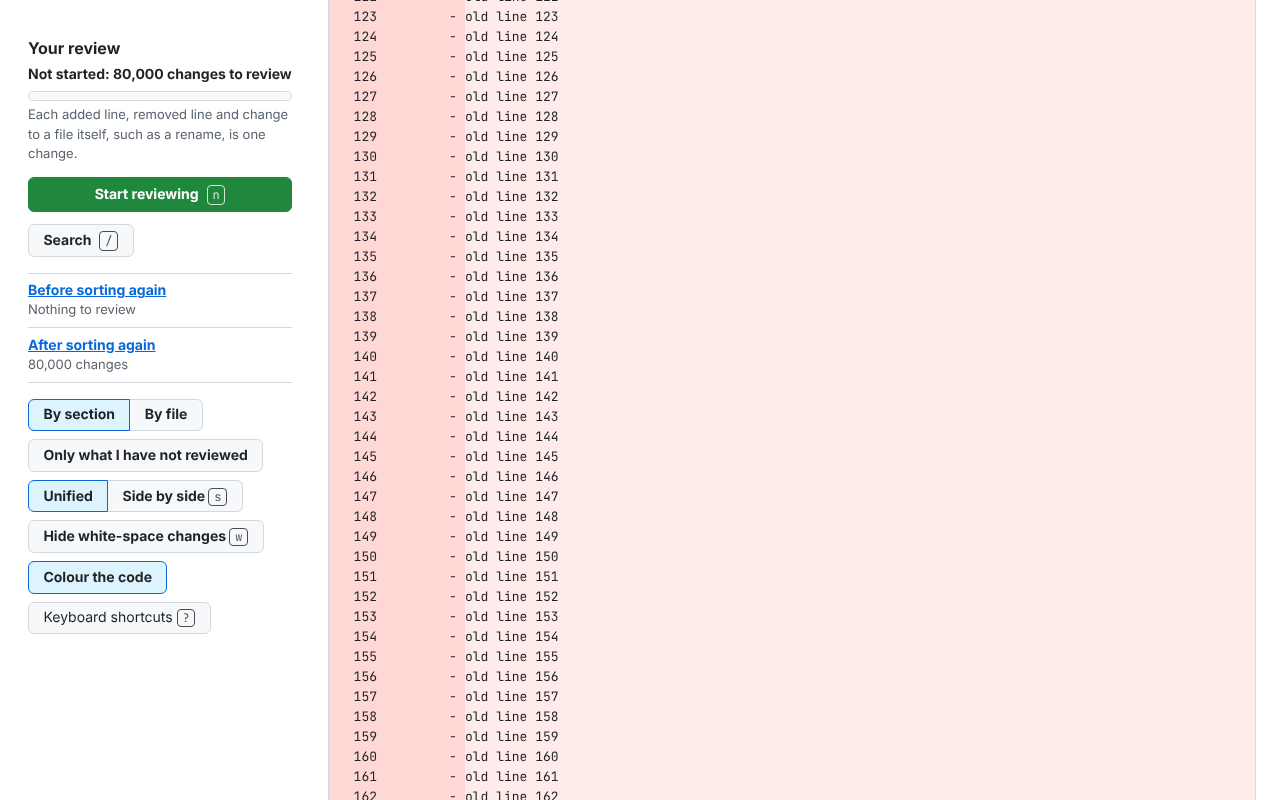 Your review
Not started: 80,000 changes to review
Each added line, removed line and change
to a file itself, such as a rename, is one
change.
Start reviewing n
Search /
Before sorting again
Nothing to review
After sorting again
80,000 changes
By section By file
Only what I have not reviewed
Unified Side by side s
Hide white-space changes w
Colour the code
Keyboard shortcuts ?
123 - old line 123
124 - old line 124
125 - old line 125
126 - old line 126
127 - old line 127
128 - old line 128
129 - old line 129
130 - old line 130
131 - old line 131
132 - old line 132
133 - old line 133
134 - old line 134
135 - old line 135
136 - old line 136
137 - old line 137
138 - old line 138
139 - old line 139
140 - old line 140
141 - old line 141
142 - old line 142
143 - old line 143
144 - old line 144
145 - old line 145
146 - old line 146
147 - old line 147
148 - old line 148
149 - old line 149
150 - old line 150
151 - old line 151
152 - old line 152
153 - old line 153
154 - old line 154
155 - old line 155
156 - old line 156
157 - old line 157
158 - old line 158
159 - old line 159
160 - old line 160
161 - old line 161
162 - old line 162